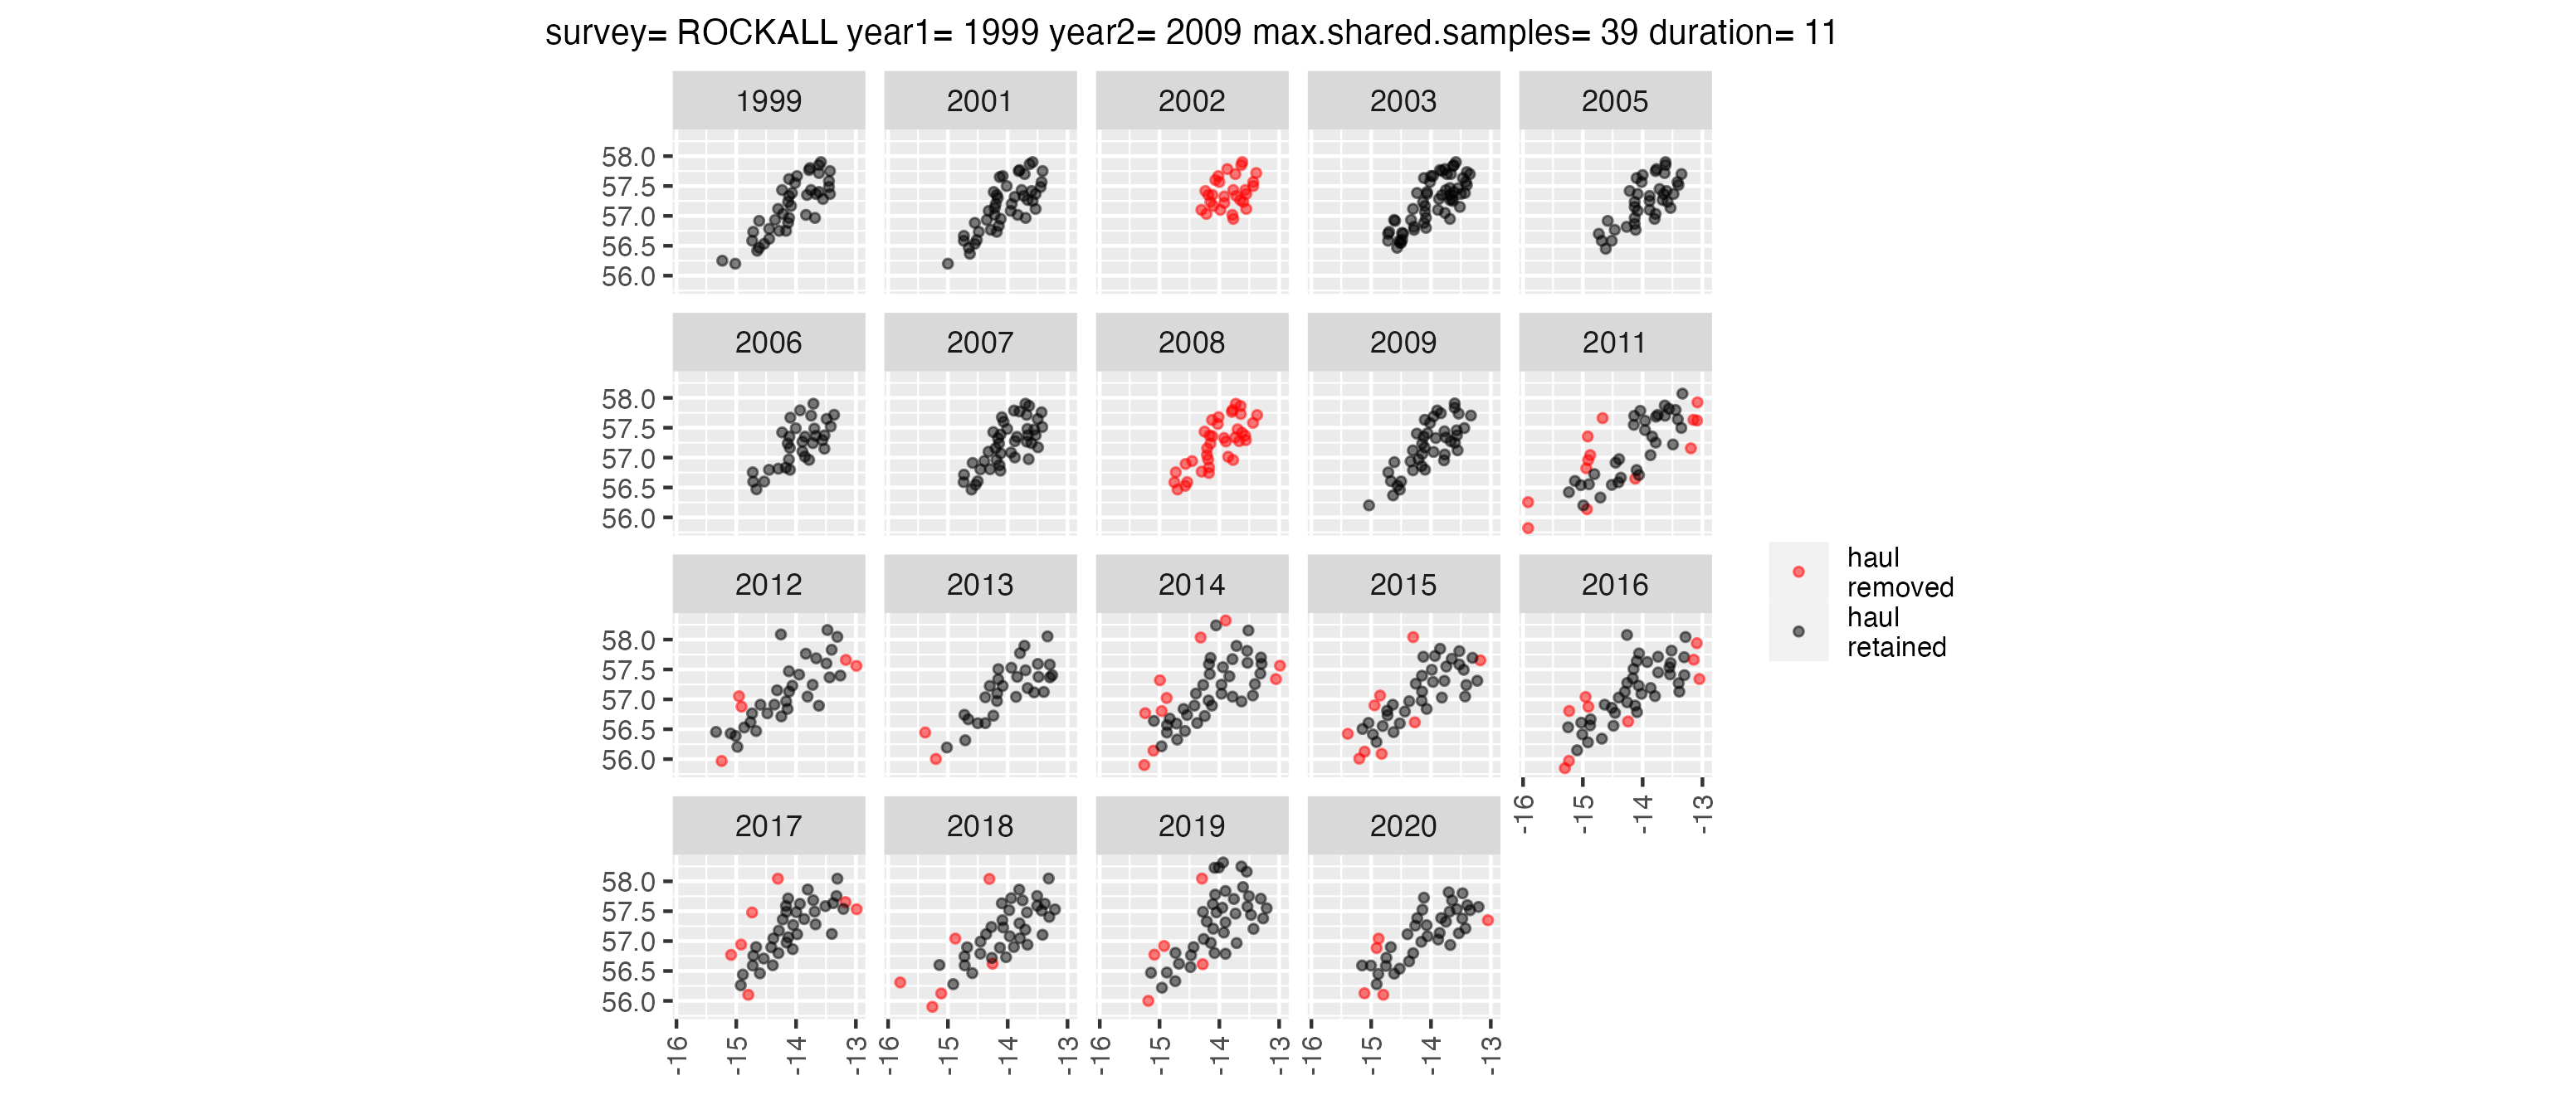 survey= ROCKALL year1= 1999 year2= 2009 max.shared.samples= 39 duration= 11
1999 2001 2002 2003 2005
58.0
57.5
57.0
56.5
56.0
2006 2007 2008 2009 2011
58.0
57.5
57.0
56.5
56.0
haul
removed
haul
retained
2012 2013 2014 2015 2016
58.0
57.5
57.0
56.5
56.0
-16 -15 -14 -13
2017 2018 2019 2020
58.0
57.5
57.0
56.5
56.0
-16 -15 -14 -13 -16 -15 -14 -13 -16 -15 -14 -13 -16 -15 -14 -13